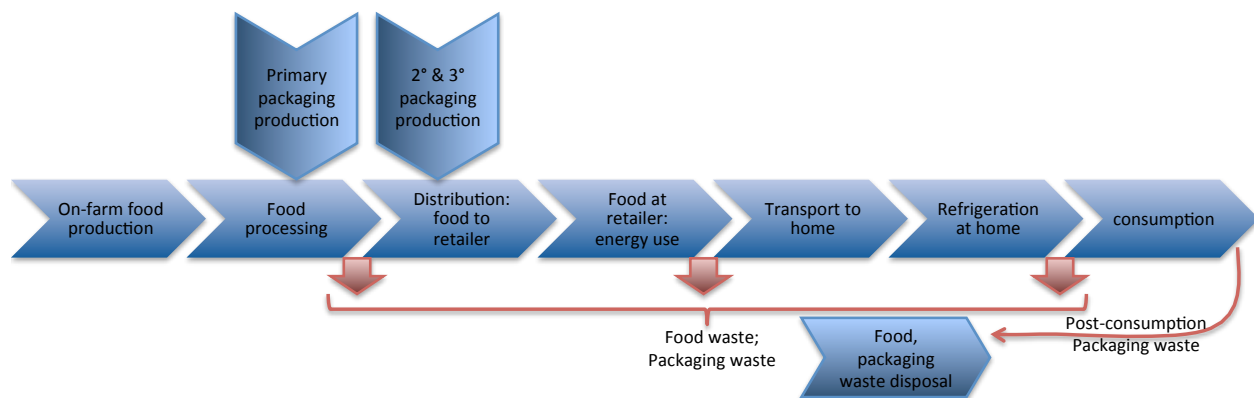 Primary
packaging
production
2° & 3°
packaging
production
On-farm food
production
Food
processing
Distribution:
food to
retailer
Food at
retailer:
energy use
Transport to
home
Refrigeration
at home
consumption
Food waste;
Packaging waste
Food,
packaging
waste disposal
Post-consumption
Packaging waste